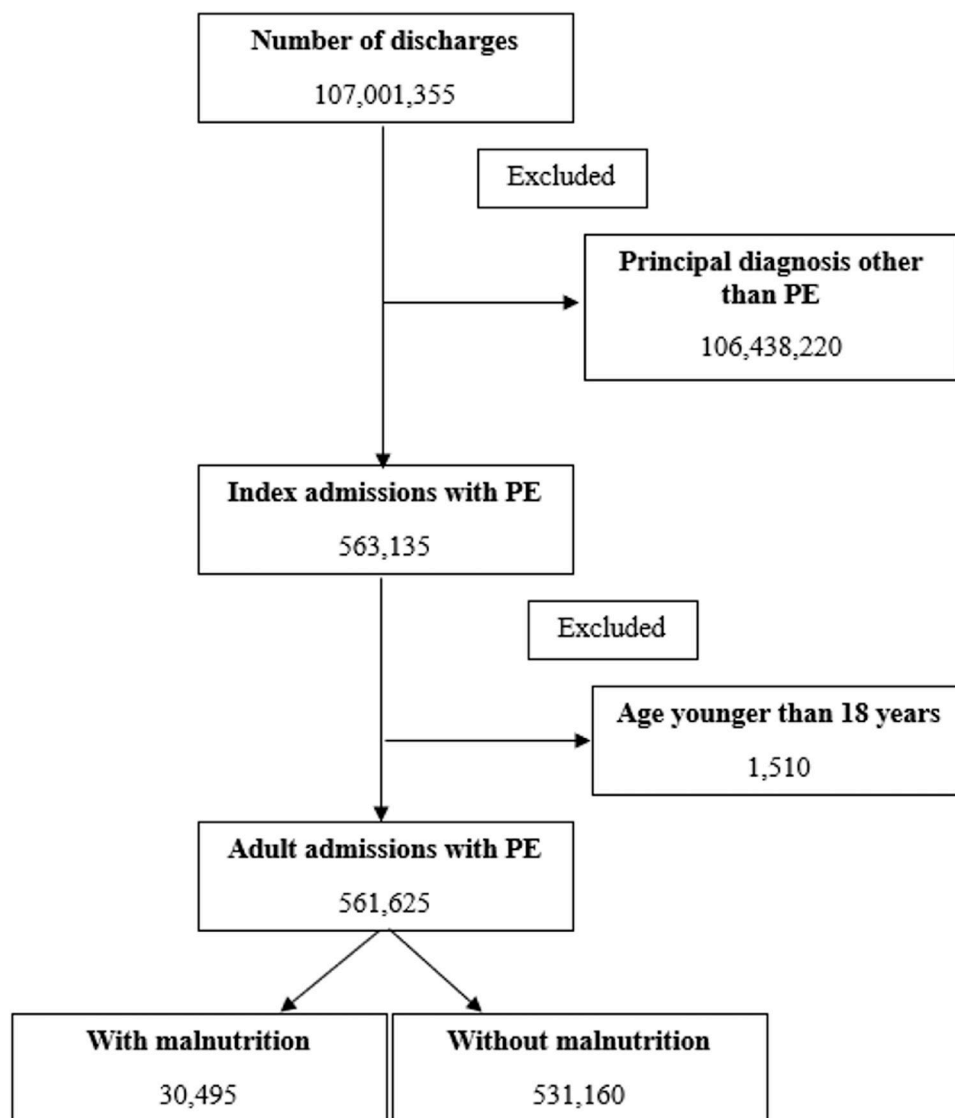 Number of discharges
107,001,355
Excluded
Principal diagnosis other
than PE
106,438,220
Index admissions with PE
563,135
Excluded
Age younger than 18 years
1,510
Adult admissions with PE
561,625
With malnutrition
30,495
Without malnutrition
531,160